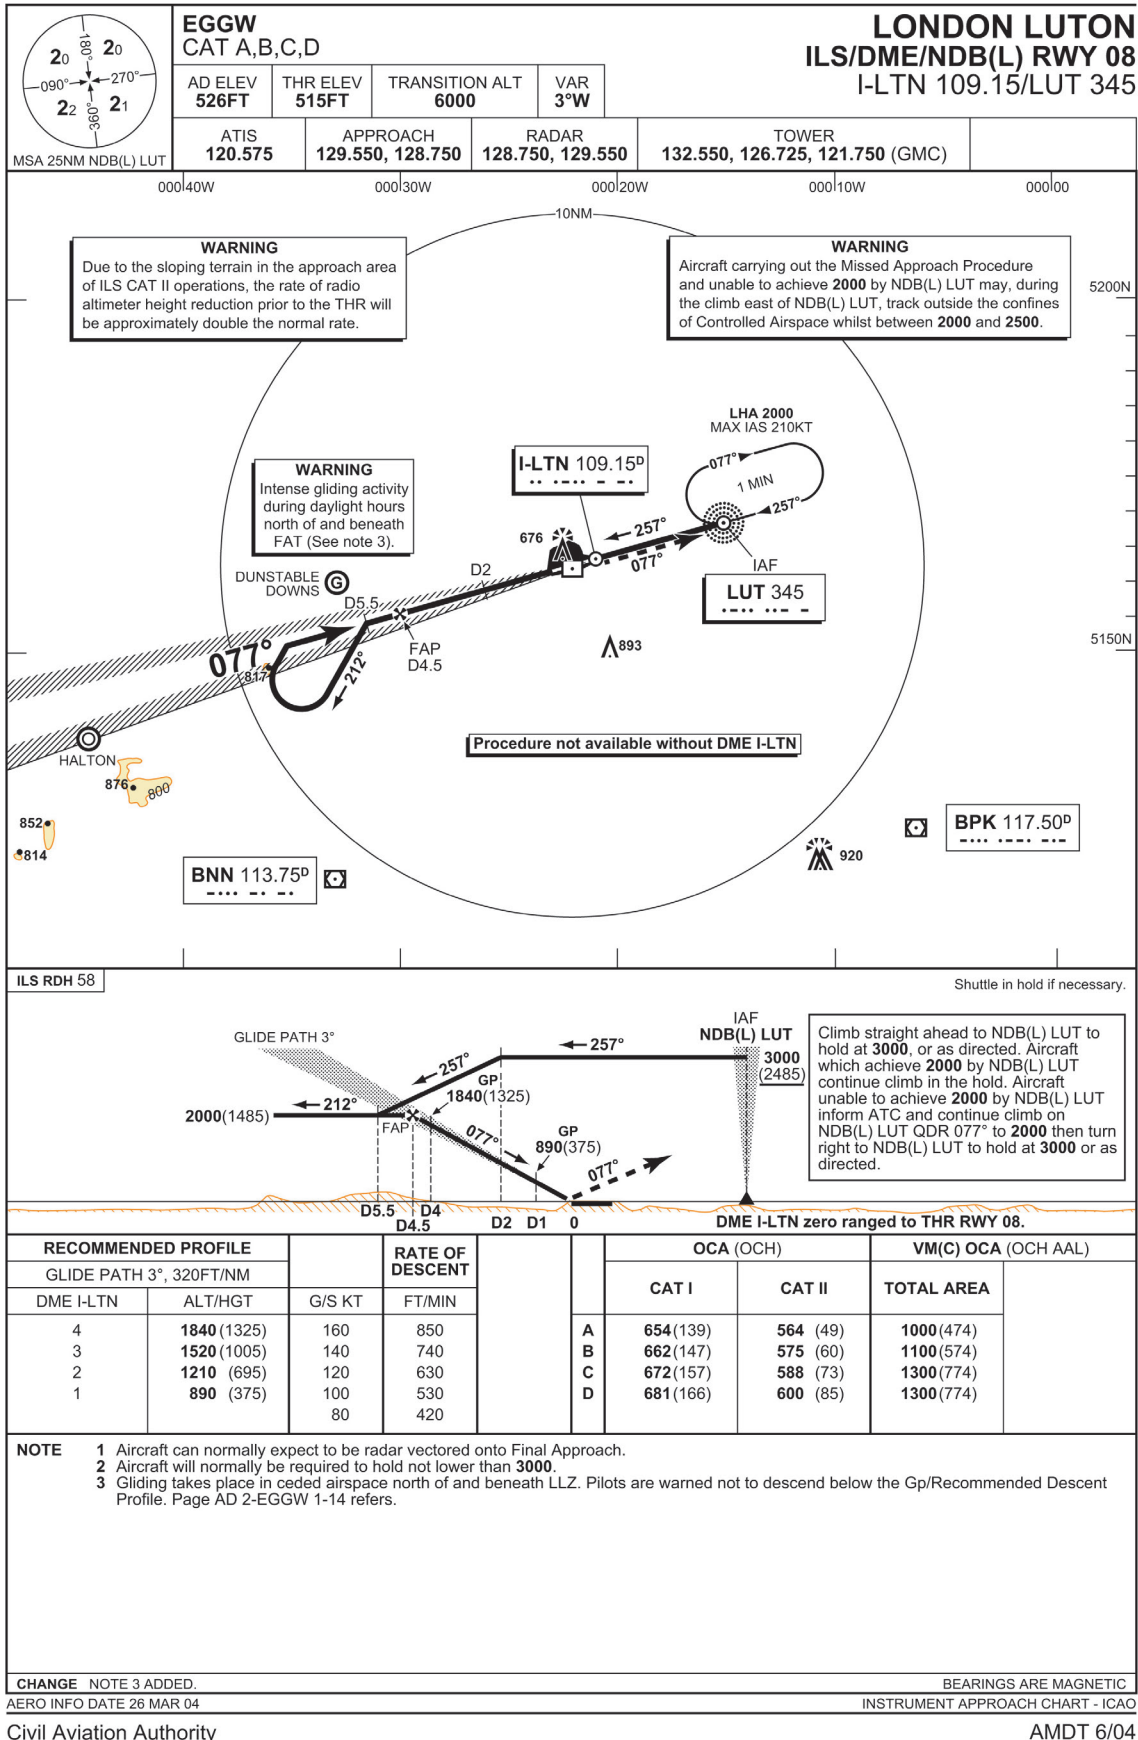 EGGW
CAT A,B,C,D
LONDON LUTON
ILS/DME/NDB(L) RWY 08
I-LTN 109.15/LUT 345
180° 20
20
090°
270°
22
21
360°
MSA 25NM NDB(L) LUT
AD ELEV
526FT
THR ELEV
515FT
TRANSITION ALT
6000
VAR
3°W
ATIS
120.575
APPROACH
129.550, 128.750
RADAR
128.750, 129.550
TOWER
132.550, 126.725, 121.750 (GMC)
000 40W
000 30W
000 20W
000 10W
000 00
10NM
WARNING
Due to the sloping terrain in the approach area
of ILS CAT II operations, the rate of radio
altimeter height reduction prior to the THR will
be approximately double the normal rate.
WARNING
Aircraft carrying out the Missed Approach Procedure
and unable to achieve 2000 by NDB(L) LUT may, during
the climb east of NDB(L) LUT, track outside the confines
of Controlled Airspace whilst between 2000 and 2500.
5200N
LHA 2000
MAX IAS 210KT
077°
1 MIN
257°
I-LTN 109.15D
WARNING
Intense gliding activity
during daylight hours
north of and beneath
FAT (See note 3).
676
257°
077°
IAF
LUT 345
DUNSTABLE
DOWNS
G
D2
D5.5
FAP
D4.5
077°
817
212°
893
5150N
HALTON
876
800
852
814
Procedure not available without DME I-LTN
BPK 117.50D
920
BNN 113.75D
ILS RDH 58
Shuttle in hold if necessary.
GLIDE PATH 3°
IAF
NDB(L) LUT
257°
257°
3000
(2485)
GP
1840(1325)
212°
2000(1485)
FAP
077°
GP
890(375)
077°
D5.5
D4.5
D4
D2
D1
0
DME I-LTN zero ranged to THR RWY 08.
Climb straight ahead to NDB(L) LUT to
hold at 3000, or as directed. Aircraft
which achieve 2000 by NDB(L) LUT
continue climb in the hold. Aircraft
unable to achieve 2000 by NDB(L) LUT
inform ATC and continue climb on
NDB(L) LUT QDR 077° to 2000 then turn
right to NDB(L) LUT to hold at 3000 or as
directed.
RECOMMENDED PROFILE
GLIDE PATH 3°, 320FT/NM
RATE OF
DESCENT
OCA (OCH)
VM(C) OCA (OCH AAL)
CAT I
CAT II
TOTAL AREA
DME I-LTN ALT/HGT G/S KT FT/MIN
4 1840 (1325) 160 850 A 654(139) 564 (49) 1000(474)
3 1520 (1005) 140 740 B 662(147) 575 (60) 1100(574)
2 1210 (695) 120 630 C 672(157) 588 (73) 1300(774)
1 890 (375) 100 530 D 681(166) 600 (85) 1300(774)
80 420
NOTE 1 Aircraft can normally expect to be radar vectored onto Final Approach.
2 Aircraft will normally be required to hold not lower than 3000.
3 Gliding takes place in ceded airspace north of and beneath LLZ. Pilots are warned not to descend below the Gp/Recommended Descent
Profile. Page AD 2-EGGW 1-14 refers.
CHANGE NOTE 3 ADDED.
BEARINGS ARE MAGNETIC
AERO INFO DATE 26 MAR 04
INSTRUMENT APPROACH CHART - ICAO
Civil Aviation Authority
AMDT 6/04